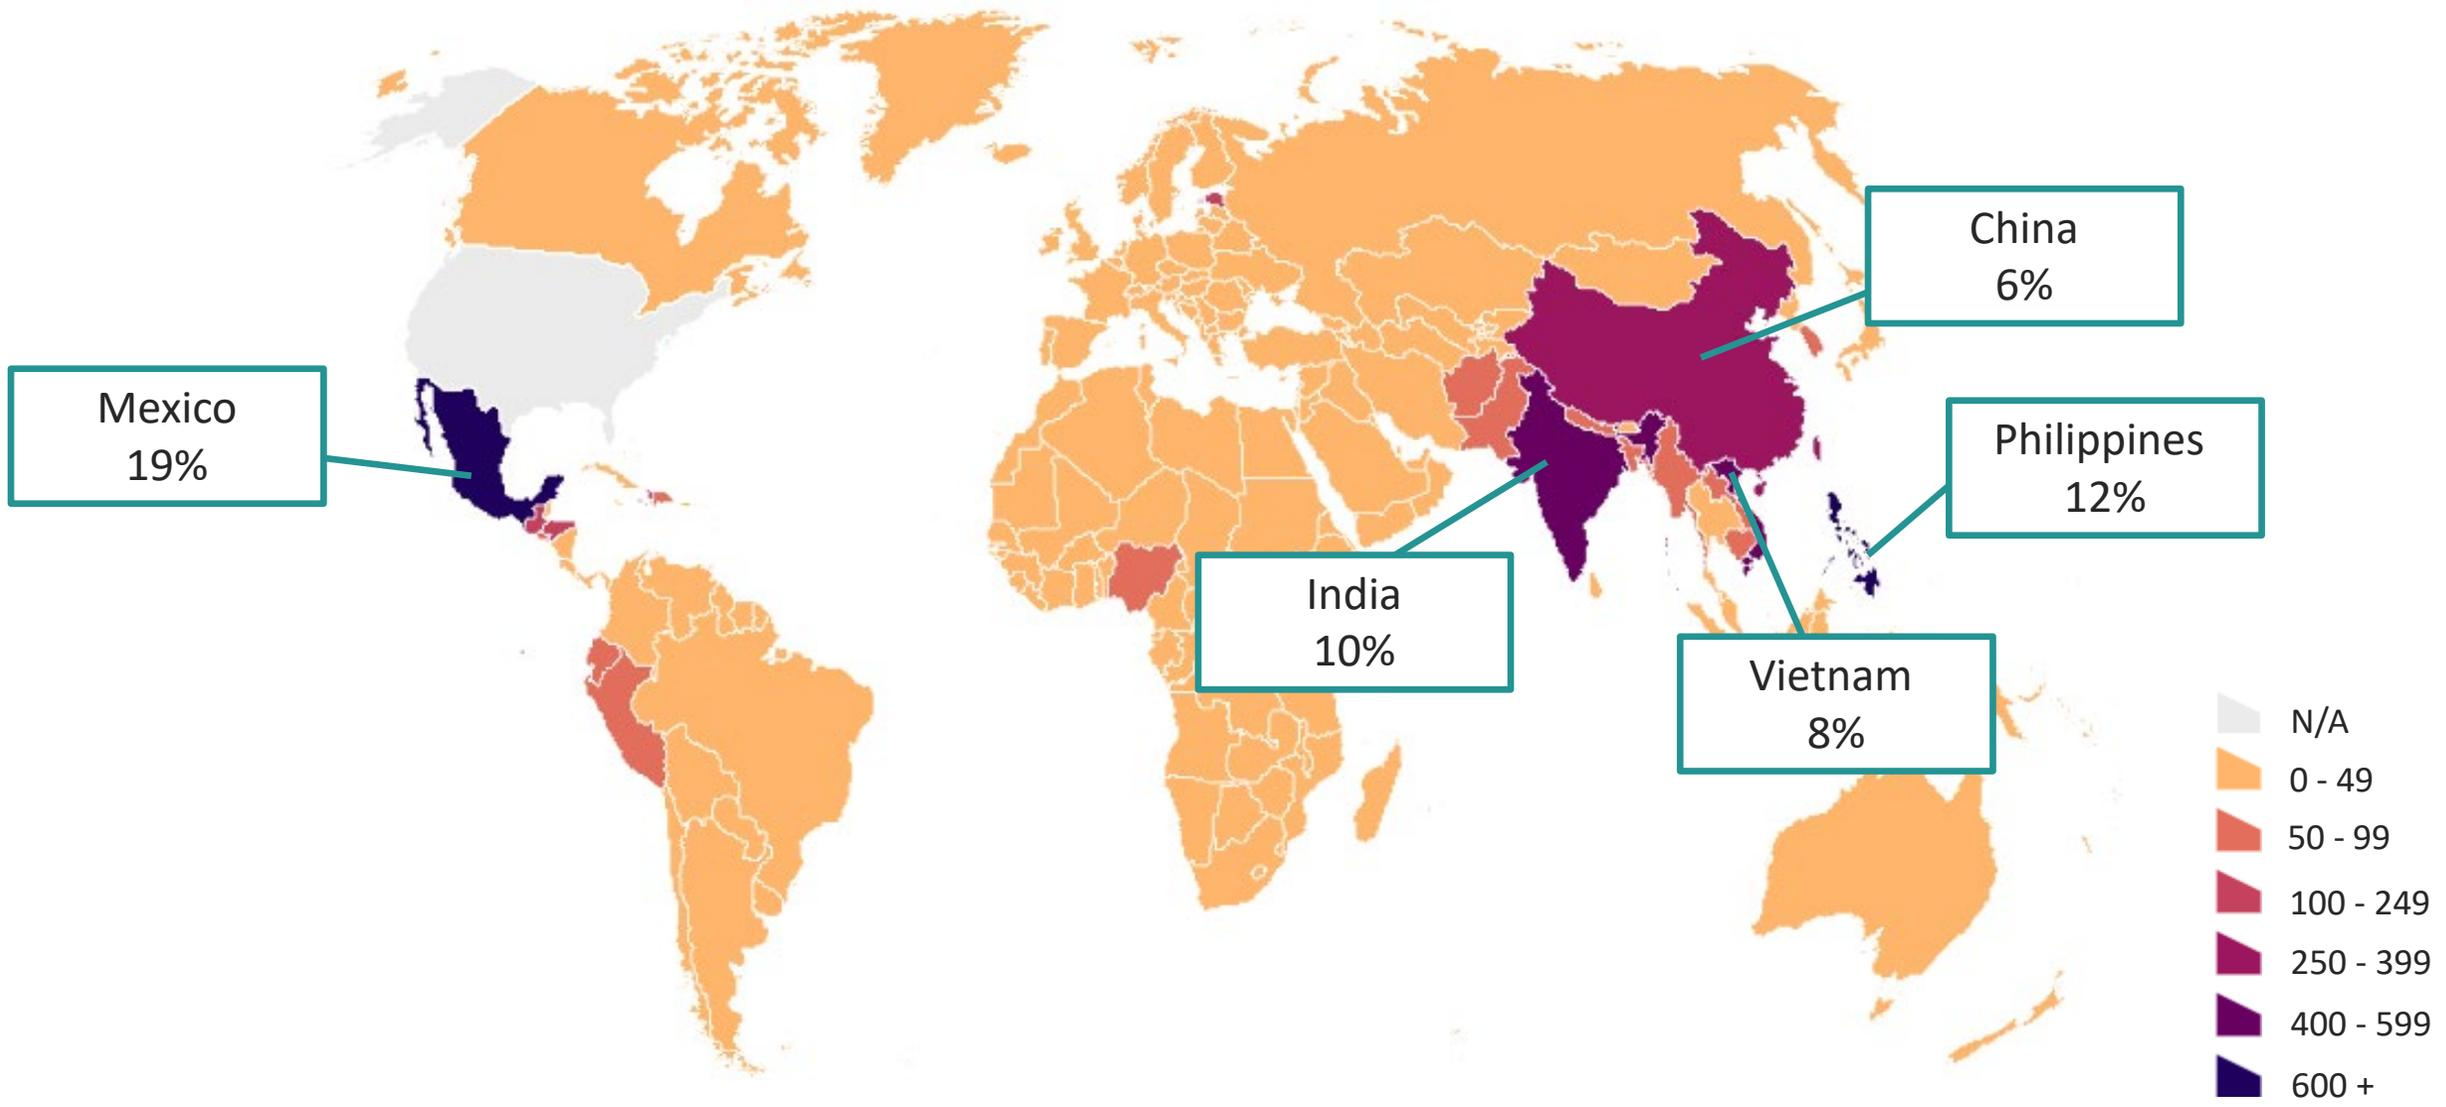 China
6%
Mexico
19%
Philippines
12%
India
10%
Vietnam
8%
N/A
0 - 49
50 - 99
100 - 249
250 - 399
400 - 599
600 +